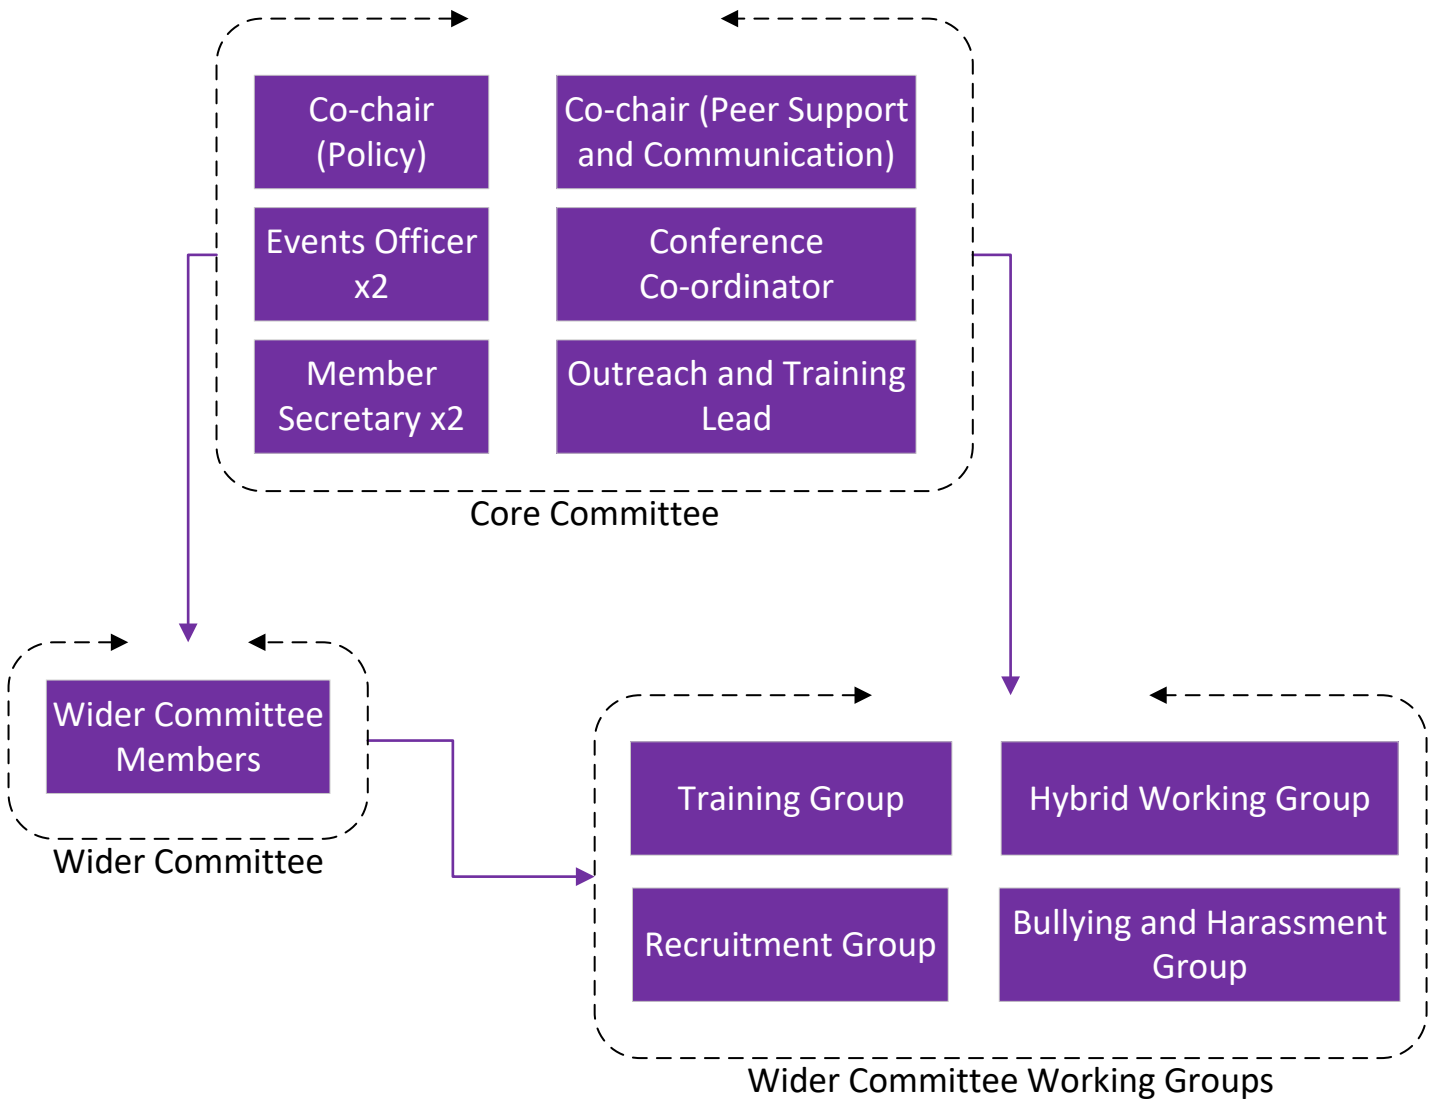 Co-chair
(Policy)
Co-chair (Peer Support
and Communication)
Events Officer
x2
Conference
Co-ordinator
Member
Secretary x2
Outreach and Training
Lead
Core Committee
Wider Committee
Members
Wider Committee
Training Group
Hybrid Working Group
Recruitment Group
Bullying and Harassment
Group
Wider Committee Working Groups